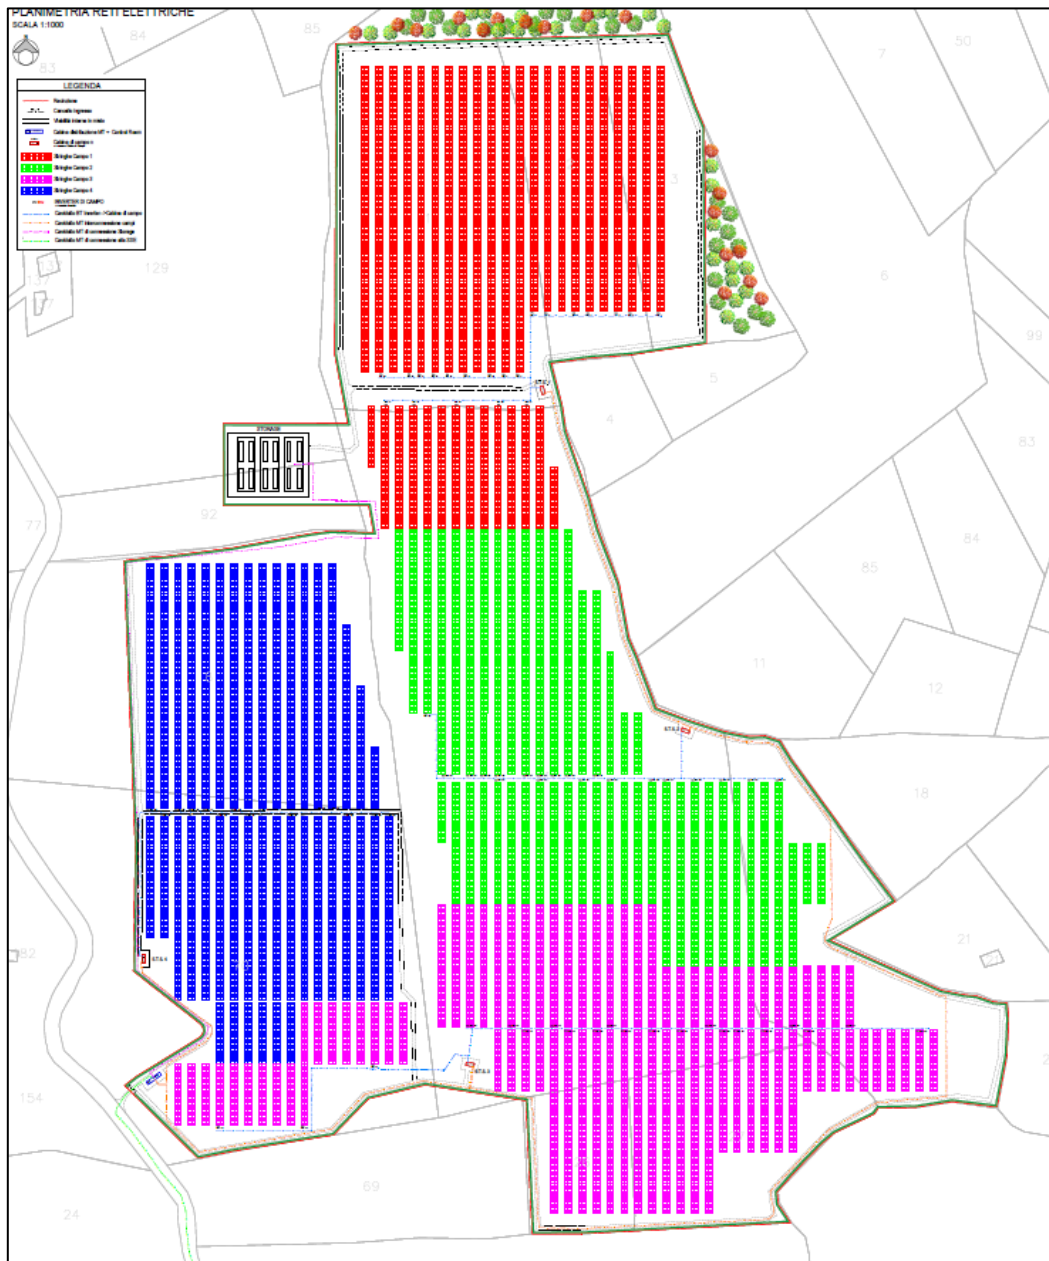 PLANIMETRIA RETI ELETTRICHE
SCALA 1:1000
84
85
83
7
50
LEGENDA
Recinzione
Cancello ingresso
Viabilità interna in misto
Cabina distribuzione MT + Control Room
Cabina di campo
Stringhe Campo 1
Stringhe Campo 2
Stringhe Campo 3
Stringhe Campo 4
INVERTER DI CAMPO
Cavidotto BT Inverter->Cabina di campo
Cavidotto MT interconnessione campi
Cavidotto MT di connessione Storage
Cavidotto MT di connessione alla SSE
129
137
6
99
5
4
83
STORAGE
92
77
84
85
11
12
18
82
21
154
69
24